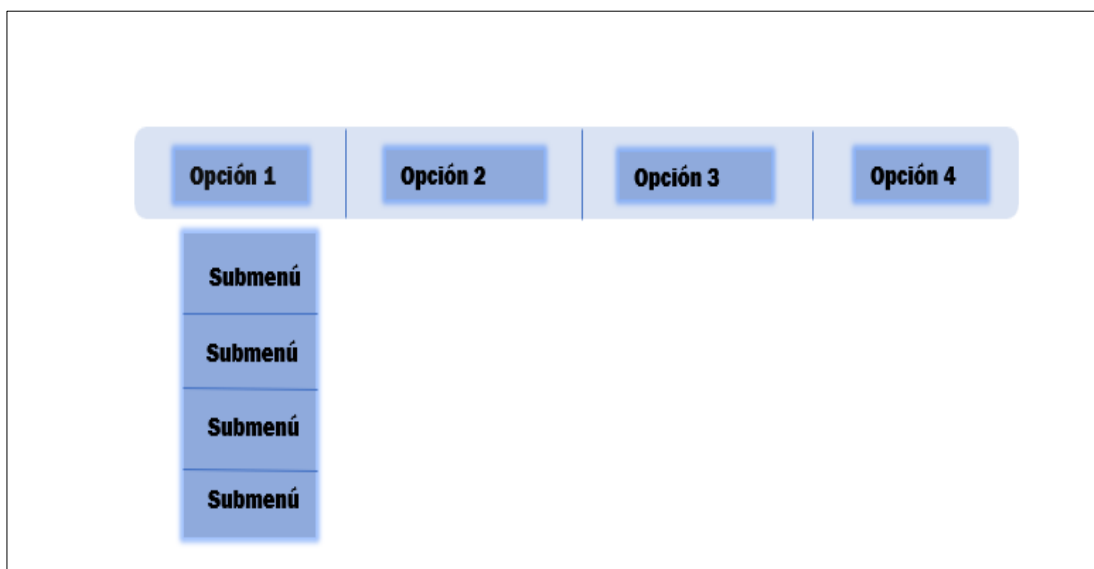 Opción 1
Opción 2
Opción 3
Opción 4
Submenú
Submenú
Submenú
Submenú